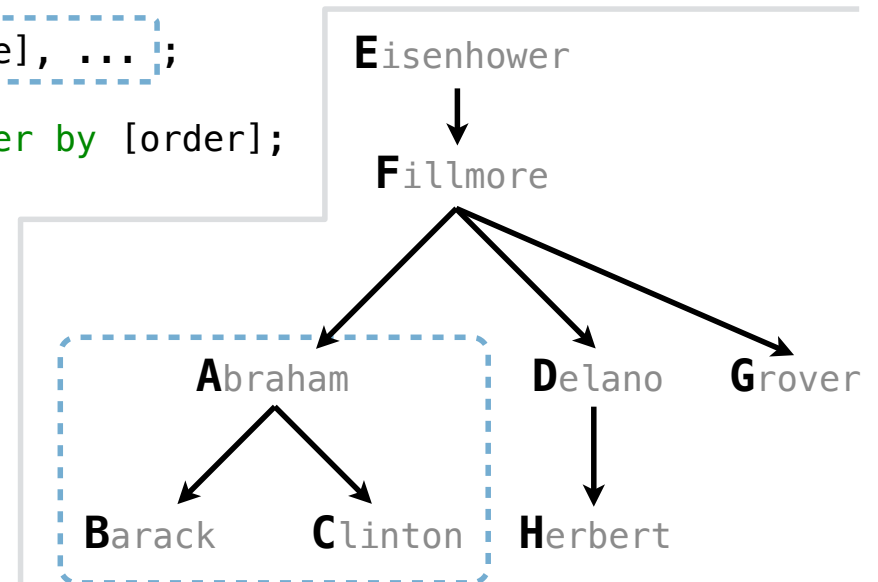 e], ... ;
er by [order];
Eisenhower
Fillmore
Abraham Delano Grover
Barack Clinton Herbert